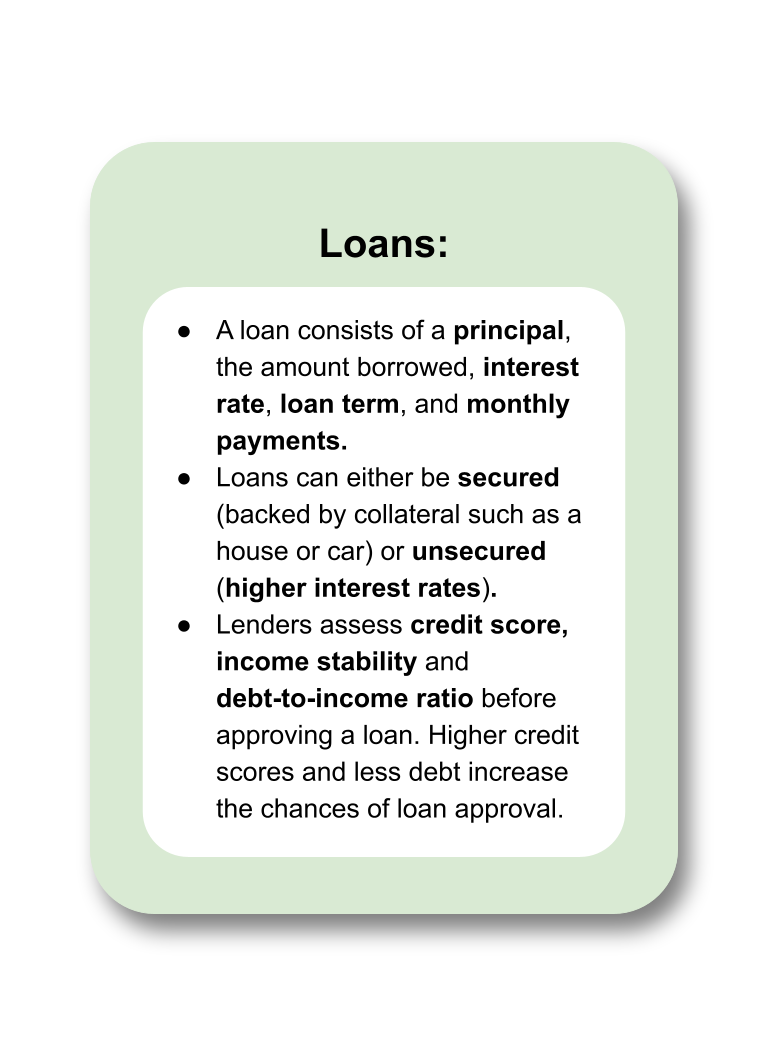 Loans:
● A loan consists of a principal,
the amount borrowed, interest
rate, loan term, and monthly
payments.
● Loans can either be secured
(backed by collateral such as a
house or car) or unsecured
(higher interest rates).
● Lenders assess credit score,
income stability and
debt-to-income ratio before
approving a loan. Higher credit
scores and less debt increase
the chances of loan approval.